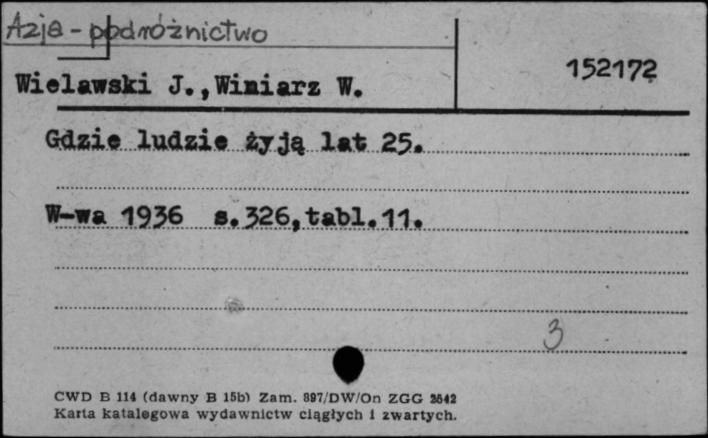 Azja - podróżnictwo
152172
Wielawski J.,Winiarz W.
Gdzie ludzie żyją lat 25.
W-wa 1936 s.326,tabl.11.
3
CWD B 114 (dawny B 15b) Zam. 897/DW/On ZGG 2542
Karta katalogowa wydawnictw ciągłych i zwartych.